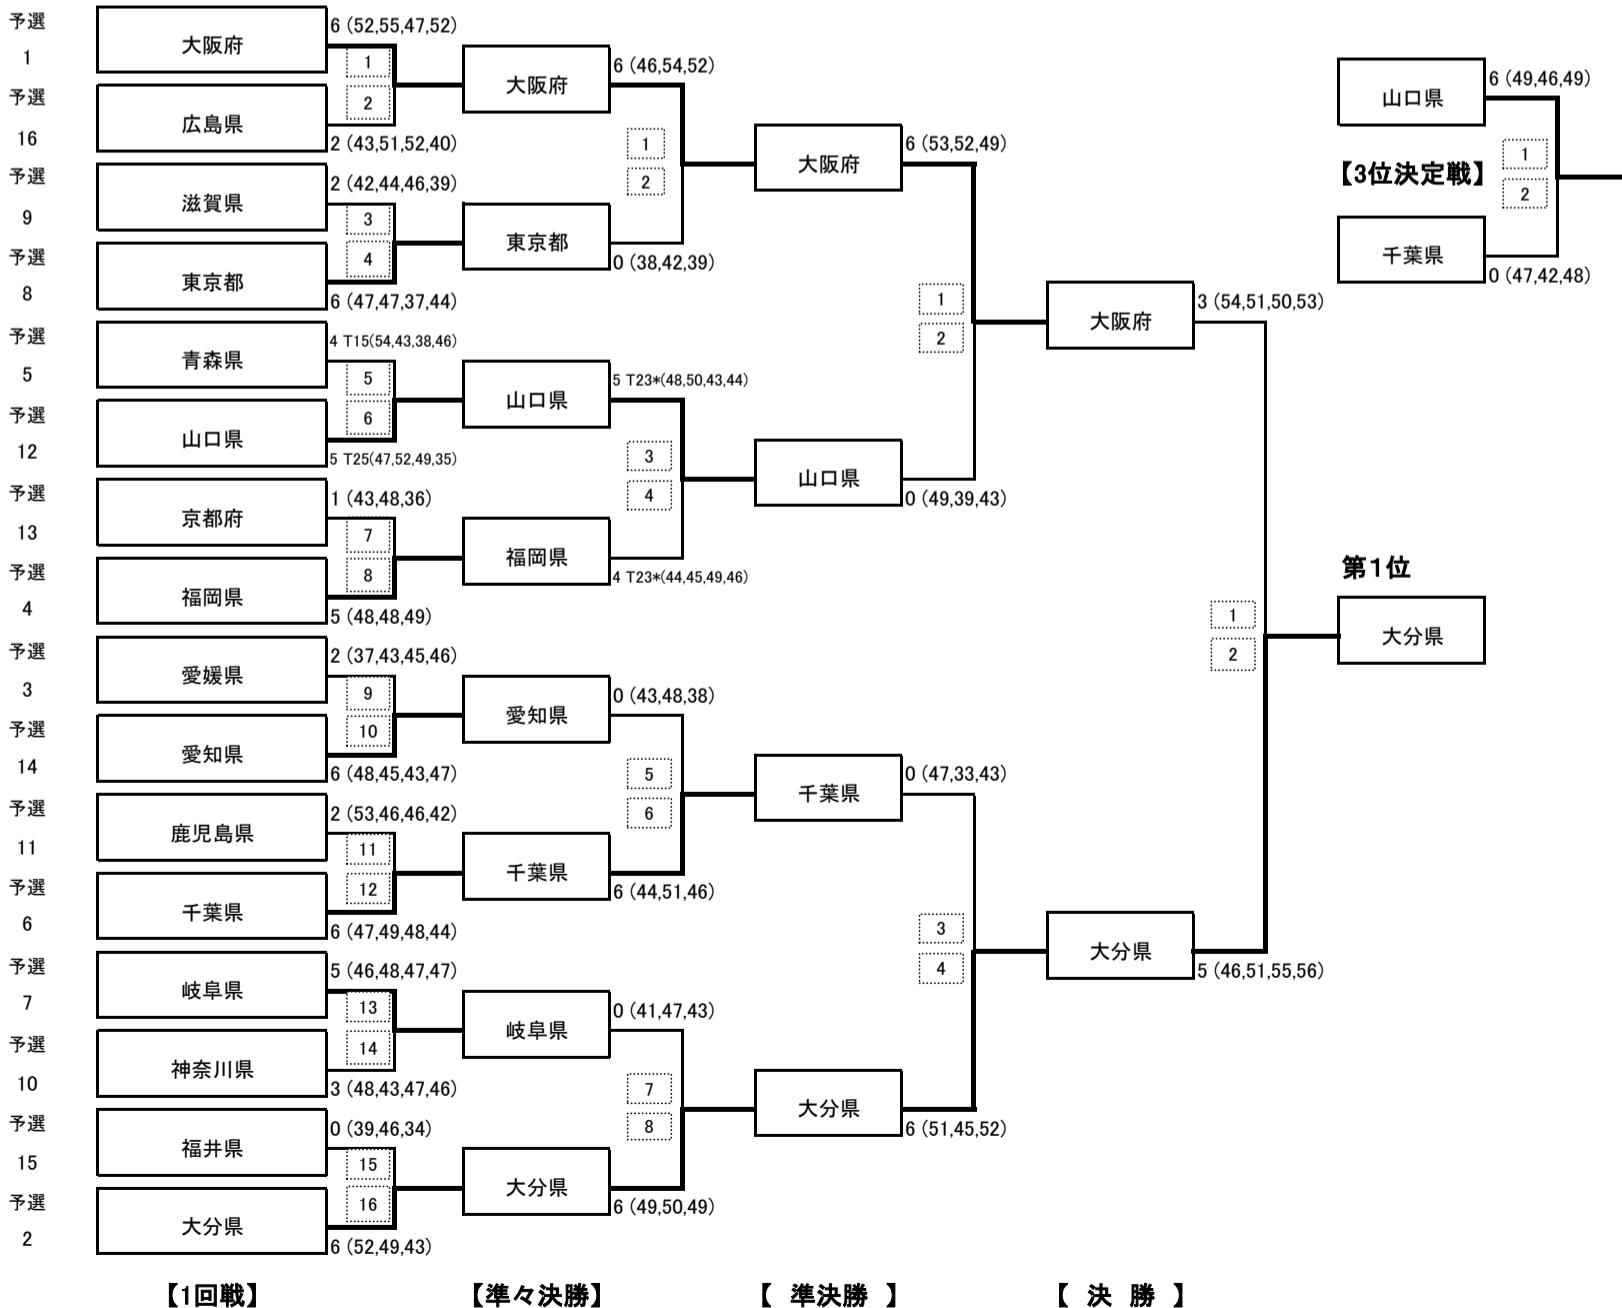 予選
1
大阪府
6 (52,55,47,52)
1
2
予選
16
広島県
2 (43,51,52,40)
予選
9
滋賀県
2 (42,44,46,39)
3
4
予選
8
東京都
6 (47,47,37,44)
予選
5
青森県
4 T15(54,43,38,46)
5
6
予選
12
山口県
5 T25(47,52,49,35)
予選
13
京都府
1 (43,48,36)
7
8
予選
4
福岡県
5 (48,48,49)
予選
3
愛媛県
2 (37,43,45,46)
9
10
予選
14
愛知県
6 (48,45,43,47)
予選
11
鹿児島県
2 (53,46,46,42)
11
12
予選
6
千葉県
6 (47,49,48,44)
予選
7
岐阜県
5 (46,48,47,47)
13
14
予選
10
神奈川県
3 (48,43,47,46)
予選
15
福井県
0 (39,46,34)
15
16
予選
2
大分県
6 (52,49,43)
【1回戦】
大阪府
6 (46,54,52)
1
2
東京都
0 (38,42,39)
山口県
5 T23*(48,50,43,44)
3
4
福岡県
4 T23*(44,45,49,46)
愛知県
0 (43,48,38)
5
6
千葉県
6 (44,51,46)
岐阜県
0 (41,47,43)
7
8
大分県
6 (49,50,49)
【準々決勝】
大阪府
6 (53,52,49)
1
2
山口県
0 (49,39,43)
千葉県
0 (47,33,43)
3
4
大分県
6 (51,45,52)
【 準決勝 】
大阪府
3 (54,51,50,53)
1
2
大分県
5 (46,51,55,56)
【 決 勝 】
山口県
6 (49,46,49)
【3位決定戦】
1
2
千葉県
0 (47,42,48)
第1位
大分県